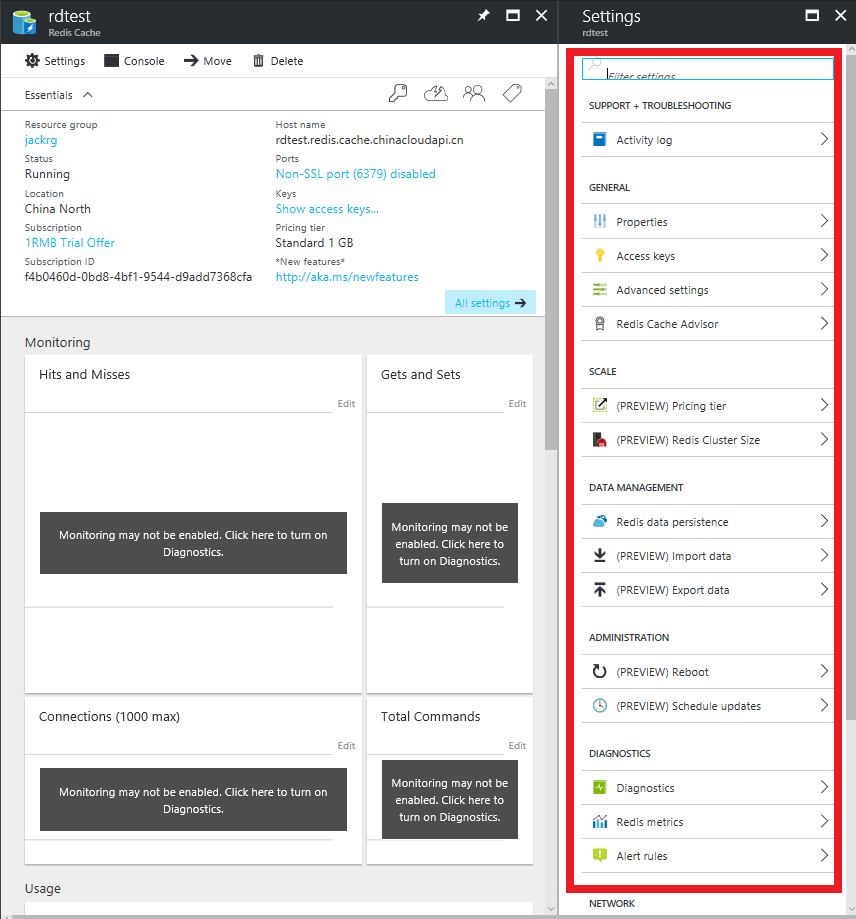 rdtest
Redis Cache
Settings
Console
Move
Delete
Essentials
Resource group
jackrg
Status
Running
Location
China North
Subscription
1RMB Trial Offer
Subscription ID
f4b0460d-0bd8-4bf1-9544-d9add7368cfa
Host name
rdtest.redis.cache.chinacloudapi.cn
Ports
Non-SSL port (6379) disabled
Keys
Show access keys...
Pricing tier
Standard 1 GB
*New features*
http://aka.ms/newfeatures
All settings
Monitoring
Hits and Misses
Edit
Monitoring may not be enabled. Click here to turn on
Diagnostics.
Gets and Sets
Edit
Monitoring may not be
enabled. Click here to
turn on Diagnostics.
Connections (1000 max)
Edit
Monitoring may not be enabled. Click here to turn on
Diagnostics.
Total Commands
Edit
Monitoring may not be
enabled. Click here to
turn on Diagnostics.
Usage
Settings
rdtest
Filter settings
SUPPORT + TROUBLESHOOTING
Activity log
GENERAL
Properties
Access keys
Advanced settings
Redis Cache Advisor
SCALE
(PREVIEW) Pricing tier
(PREVIEW) Redis Cluster Size
DATA MANAGEMENT
Redis data persistence
(PREVIEW) Import data
(PREVIEW) Export data
ADMINISTRATION
(PREVIEW) Reboot
(PREVIEW) Schedule updates
DIAGNOSTICS
Diagnostics
Redis metrics
Alert rules
NETWORK